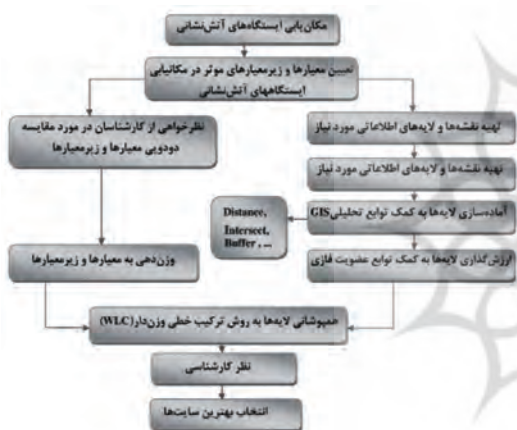 مکان‌یابی ایستگاه‌های آتش‌نشانی
تعیین معیارها و زیرمعیارهای موثر در مکانیابی
ایستگاههای آتش‌نشانی
نظرخواهی از کارشناسان در مورد مقایسه
دودویی معیارها و زیرمعیارها
تهیه نقشه‌ها و لایه‌های اطلاعاتی مورد نیاز
تهیه نقشه‌ها و لایه‌های اطلاعاتی مورد نیاز
آماده‌سازی لایه‌ها به کمک توابع تحلیلی GIS
Distance,
Intersect,
Buffer , ...
وزن‌دهی به معیارها و زیرمعیارها
ارزش‌گذاری لایه‌ها به کمک توابع عضویت فازی
همپوشانی لایه‌ها به روش ترکیب خطی وزن‌دار (WLC)
نظر کارشناسی
انتخاب بهترین سایت‌ها